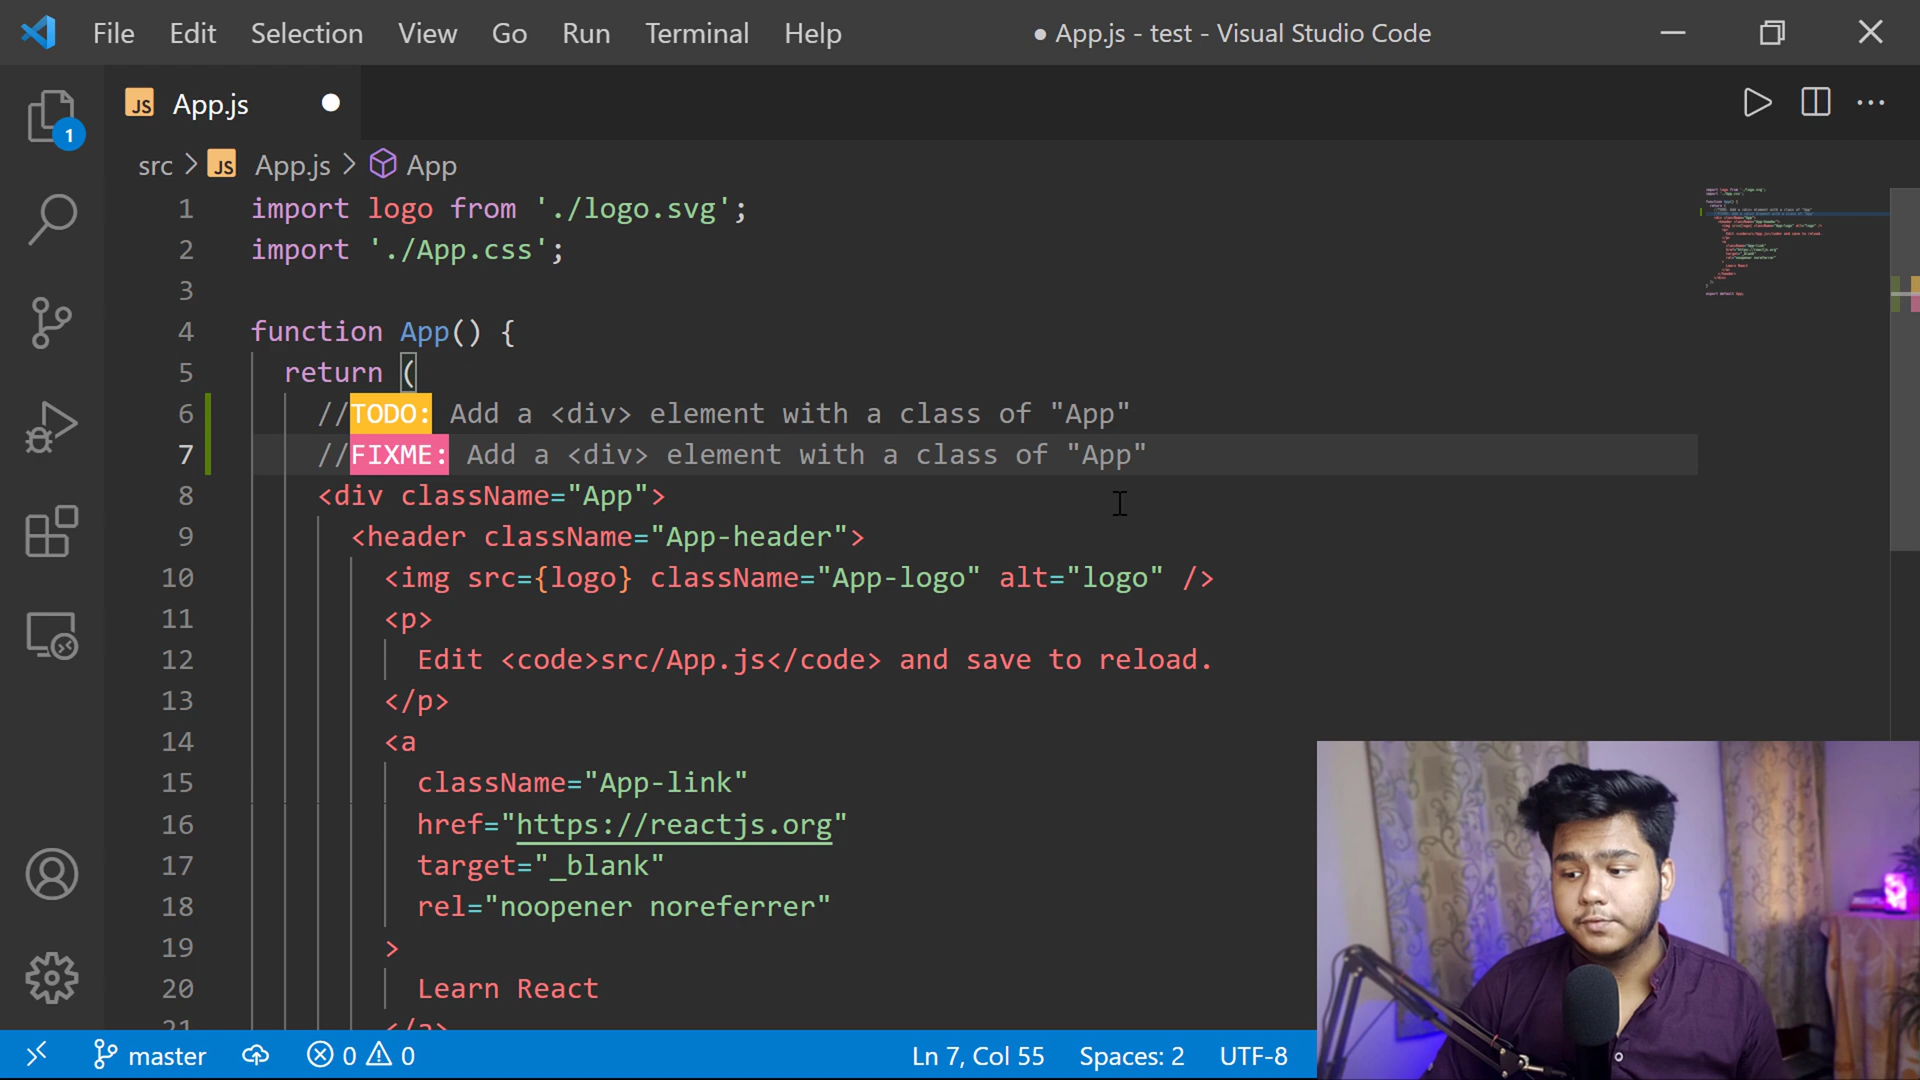 File Edit Selection View Go Run Terminal Help ● App.js - test - Visual Studio Code
JS App.js ●
1
src > JS App.js > App
1 import logo from './logo.svg';
2 import './App.css';
3
4 function App() {
5 return (
6 //TODO: Add a <div> element with a class of "App"
7 //FIXME: Add a <div> element with a class of "App"
8 <div className="App">
9 <header className="App-header">
10 <img src={logo} className="App-logo" alt="logo" />
11 <p>
12 Edit <code>src/App.js</code> and save to reload.
13 </p>
14 <a
15 className="App-link"
16 href="https://reactjs.org"
17 target="_blank"
18 rel="noopener noreferrer"
19 >
20 Learn React
21 </a>
master 0 0 Ln 7, Col 55 Spaces: 2 UTF-8